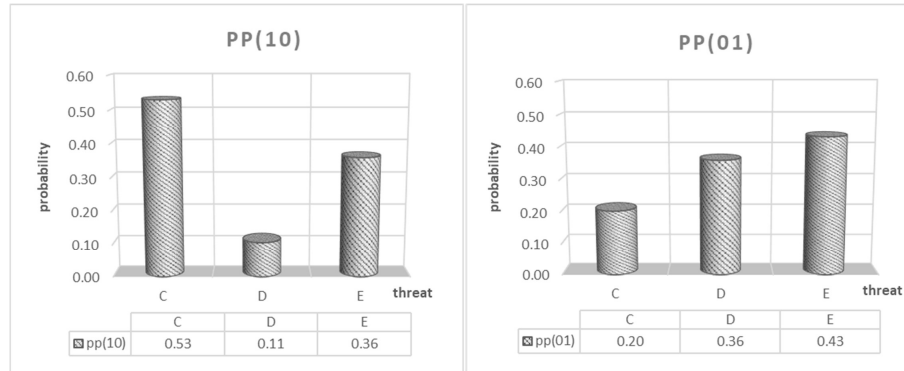 PP(10)
0.60
0.50
0.40
0.30
0.20
0.10
0.00
probability
C D E threat
C D E
pp(10) 0.53 0.11 0.36
PP(01)
0.60
0.50
0.40
0.30
0.20
0.10
0.00
probability
C D E threat
C D E
pp(01) 0.20 0.36 0.43